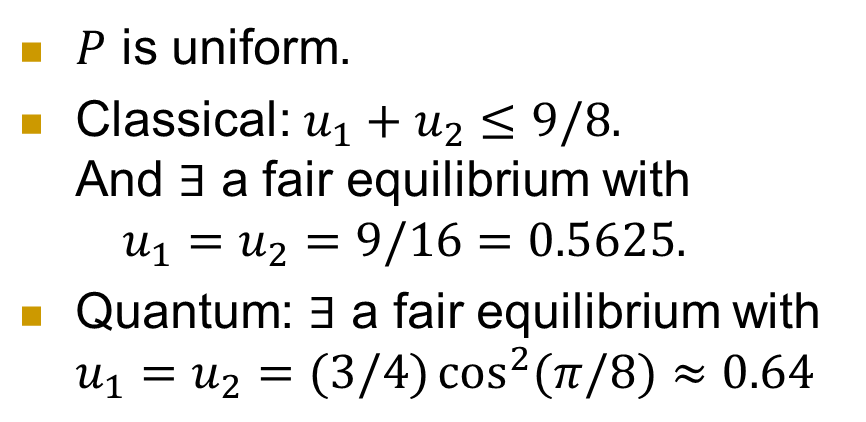 ■ 𝑃 is uniform.
■ Classical: 𝑢₁ + 𝑢₂ ≤ 9/8.
And ∃ a fair equilibrium with
𝑢₁ = 𝑢₂ = 9/16 = 0.5625.
■ Quantum: ∃ a fair equilibrium with
𝑢₁ = 𝑢₂ = (3/4) cos²(𝜋/8) ≈ 0.64